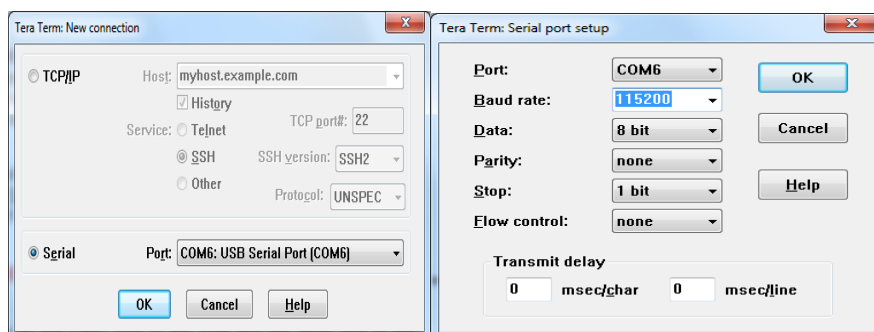 Tera Term: New connection
x
TCP/IP Host: myhost.example.com
History
Service: Telnet TCP port#: 22
SSH SSH version: SSH2
Other Protocol: UNSPEC
Serial Port: COM6: USB Serial Port (COM6)
OK Cancel Help
Tera Term: Serial port setup
x
Port: COM6 OK
Baud rate: 115200
Data: 8 bit Cancel
Parity: none
Stop: 1 bit Help
Flow control: none
Transmit delay
0 msec/char 0 msec/line